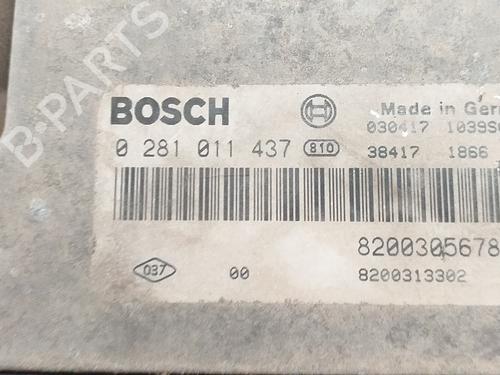 B-PARTS
BOSCH
Made in Ger
030417 1039S
0 281 011 437 810
38417 1866
8200305678
037 00 8200313302